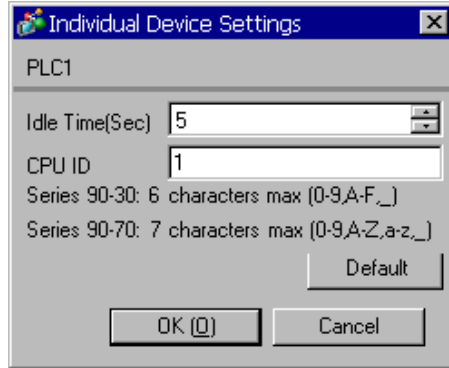 Individual Device Settings
PLC1
Idle Time(Sec) 5
CPU ID 1
Series 90-30: 6 characters max (0-9,A-F,_)
Series 90-70: 7 characters max (0-9,A-Z,a-z,_)
Default
OK (O) Cancel